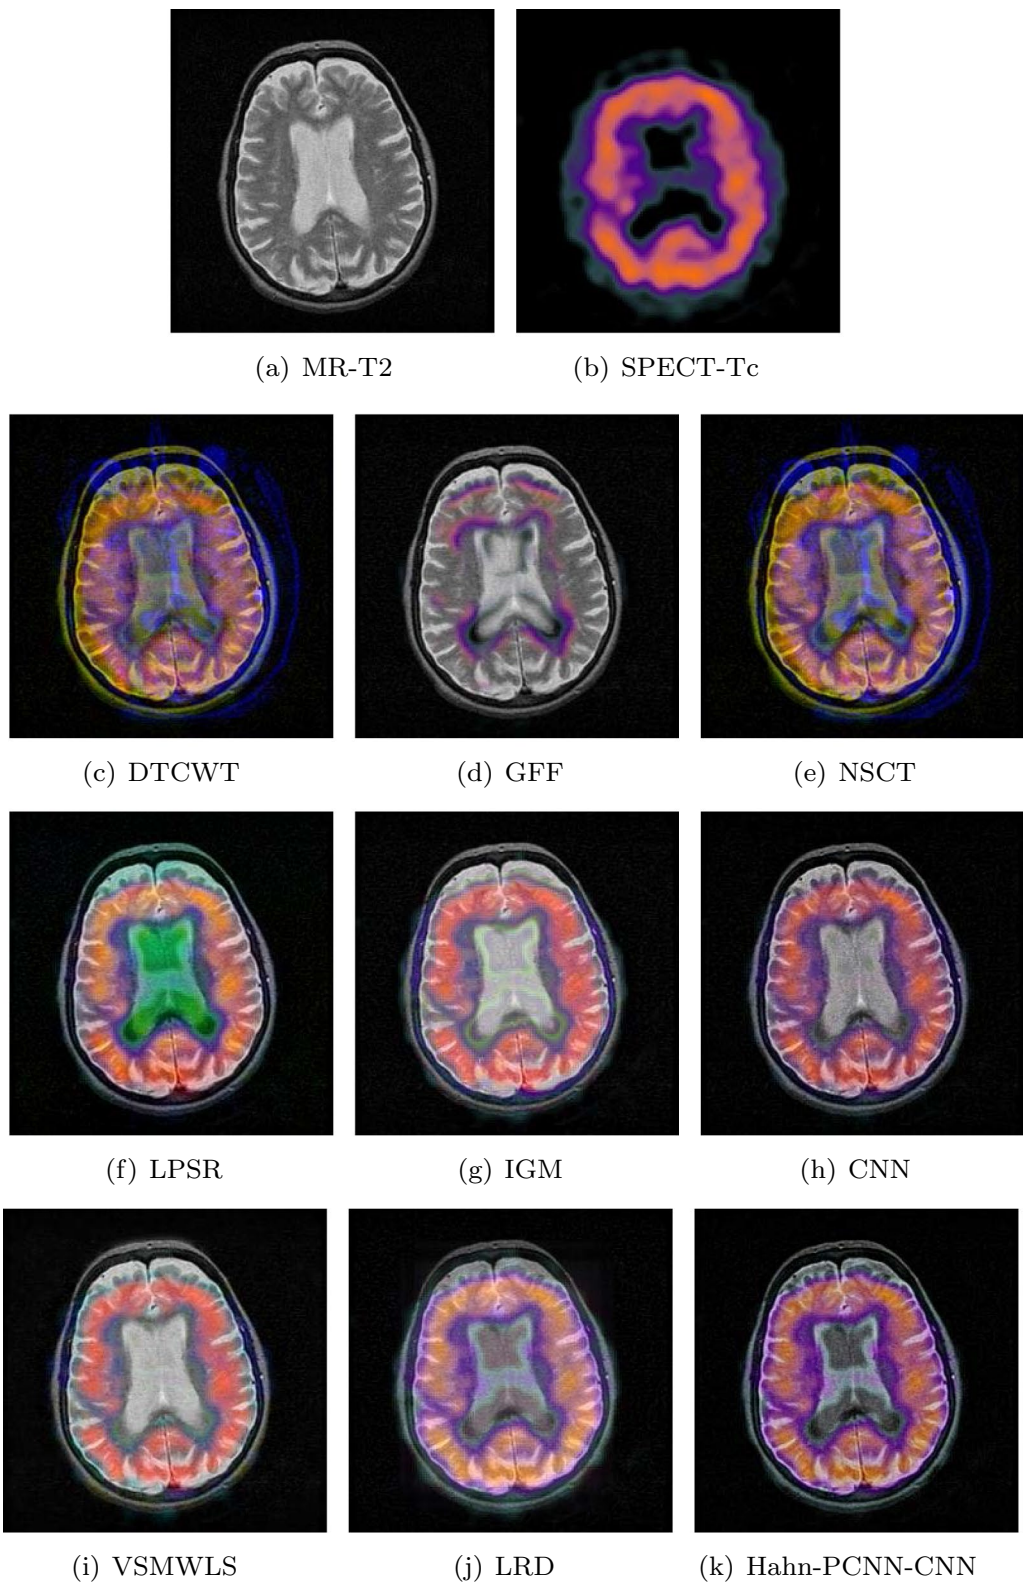 (a) MR-T2
(b) SPECT-Tc
(c) DTCWT
(d) GFF
(e) NSCT
(f) LPSR
(g) IGM
(h) CNN
(i) VSMWLS
(j) LRD
(k) Hahn-PCNN-CNN